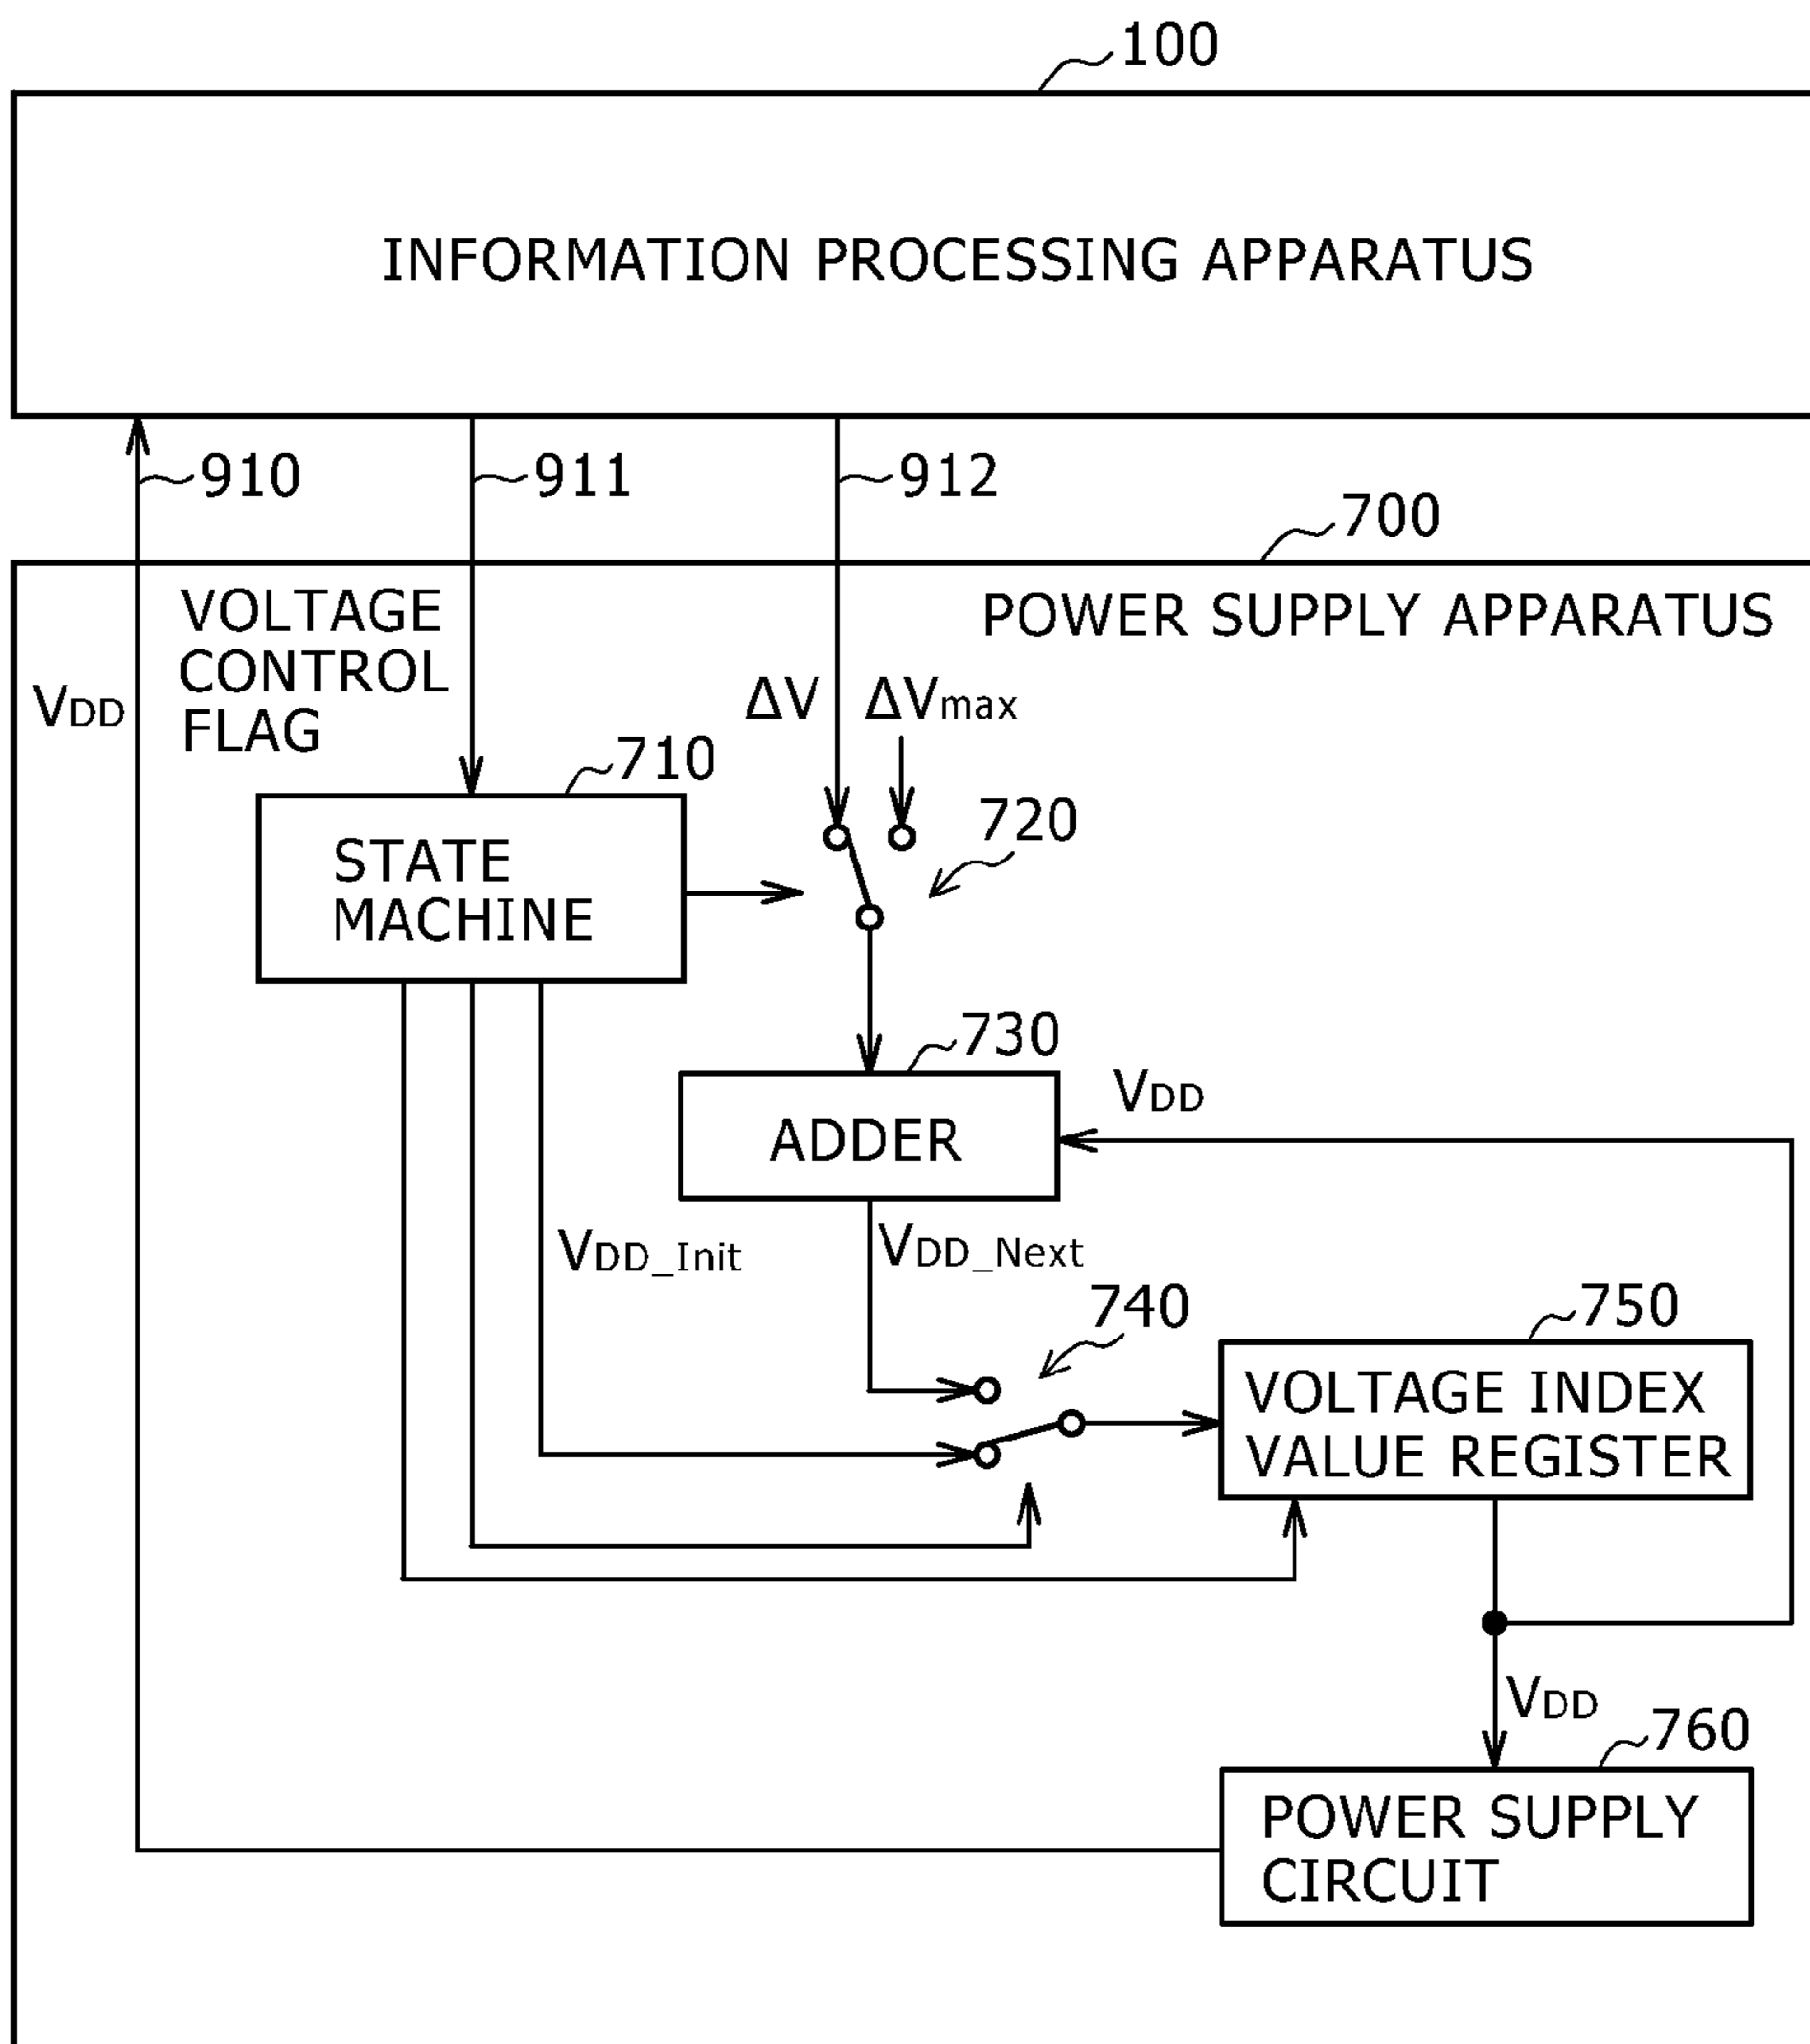 100
INFORMATION PROCESSING APPARATUS
910
911
912
700
VOLTAGE
CONTROL
FLAG
POWER SUPPLY APPARATUS
VDD
ΔV
ΔVmax
710
720
STATE
MACHINE
730
VDD
ADDER
VDD_Init
VDD_Next
740
750
VOLTAGE INDEX
VALUE REGISTER
VDD
760
POWER SUPPLY
CIRCUIT